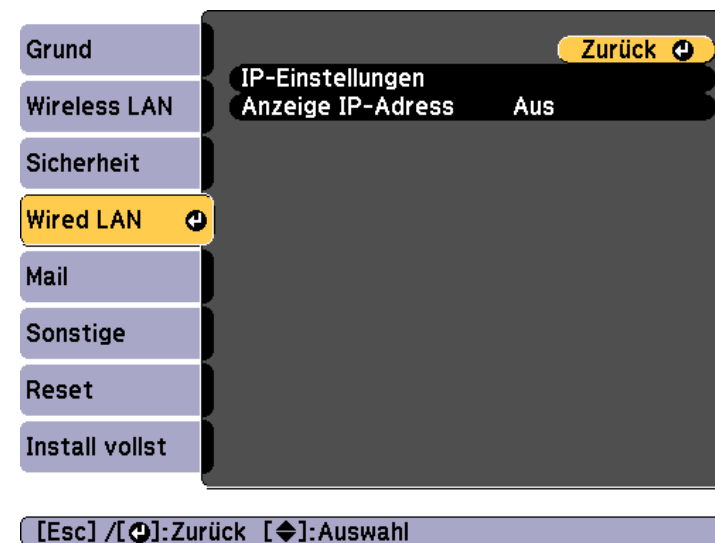 Grund
Wireless LAN
Sicherheit
Wired LAN
Mail
Sonstige
Reset
Install vollst
Zurück
IP-Einstellungen
Anzeige IP-Adress Aus
[Esc] /[]:Zurück []:Auswahl